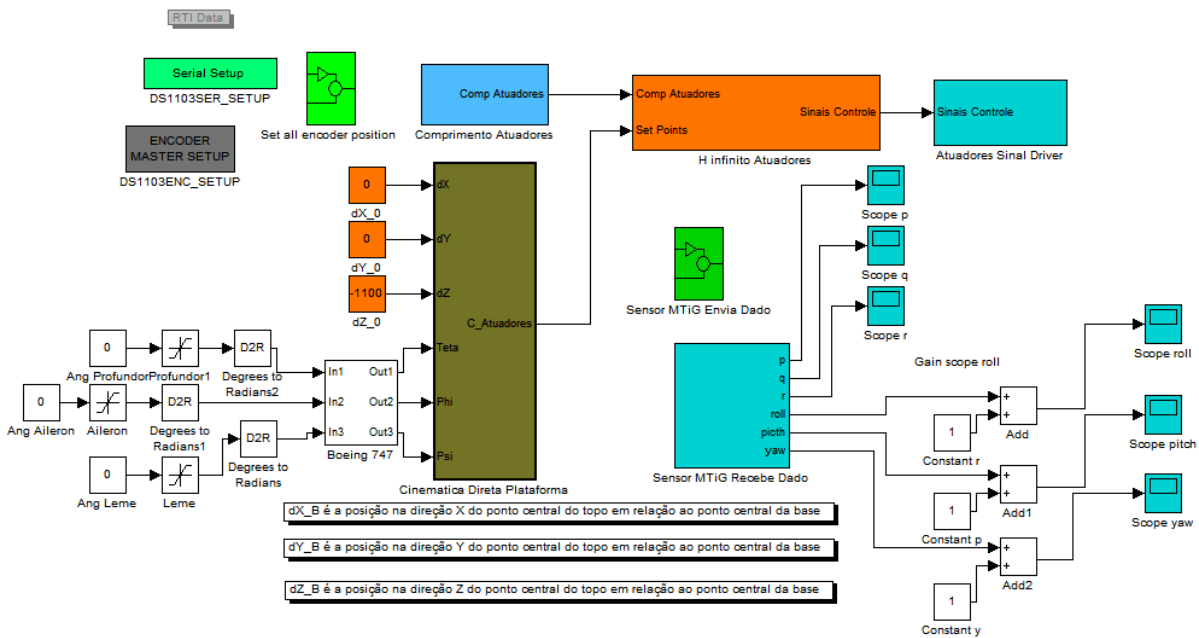 RTI Data
Serial Setup
DS1103SER_SETUP
Set all encoder position
ENCODER
MASTER SETUP
DS1103ENC_SETUP
Comp Atuadores
Comprimento Atuadores
Comp Atuadores
Set Points
Sinais Controle
H infinito Atuadores
Sinais Controle
Atuadores Sinal Driver
0
dX_0
0
dY_0
-1100
dZ_0
dX
dY
dZ
C_Atuadores
Teta
Phi
Psi
Cinematica Direta Plataforma
Scope p
Scope q
Scope r
Sensor MTiG Envia Dado
p
q
r
roll
picth
yaw
Sensor MTiG Recebe Dado
Gain scope roll
0
Ang Profundor
Profundor1
D2R
Degrees to
Radians2
0
Ang Aileron
Aileron
D2R
Degrees to
Radians1
0
Ang Leme
Leme
D2R
Degrees to
Radians
In1
In2
In3
Out1
Out2
Out3
Boeing 747
1
Constant r
+
+
Add
Scope roll
1
Constant p
+
+
Add1
Scope pitch
1
Constant y
+
+
Add2
Scope yaw
dX_B é a posição na direção X do ponto central do topo em relação ao ponto central da base
dY_B é a posição na direção Y do ponto central do topo em relação ao ponto central da base
dZ_B é a posição na direção Z do ponto central do topo em relação ao ponto central da base